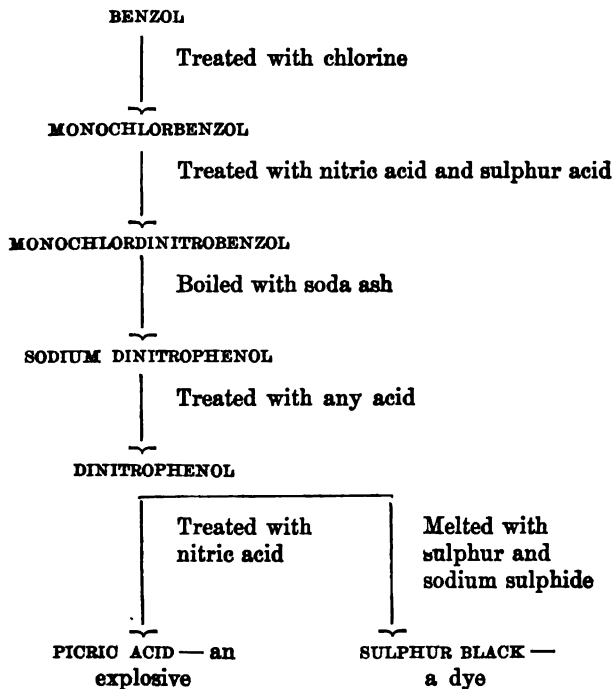 BENZOL
Treated with chlorine
MONOCHLORBENZOL
Treated with nitric acid and sulphur acid
MONOCHLORDINITROBENZOL
Boiled with soda ash
SODIUM DINITROPHENOL
Treated with any acid
DINITROPHENOL
Treated with
nitric acid
Melted with
sulphur and
sodium sulphide
PICRIC ACID — an
explosive
SULPHUR BLACK —
a dye